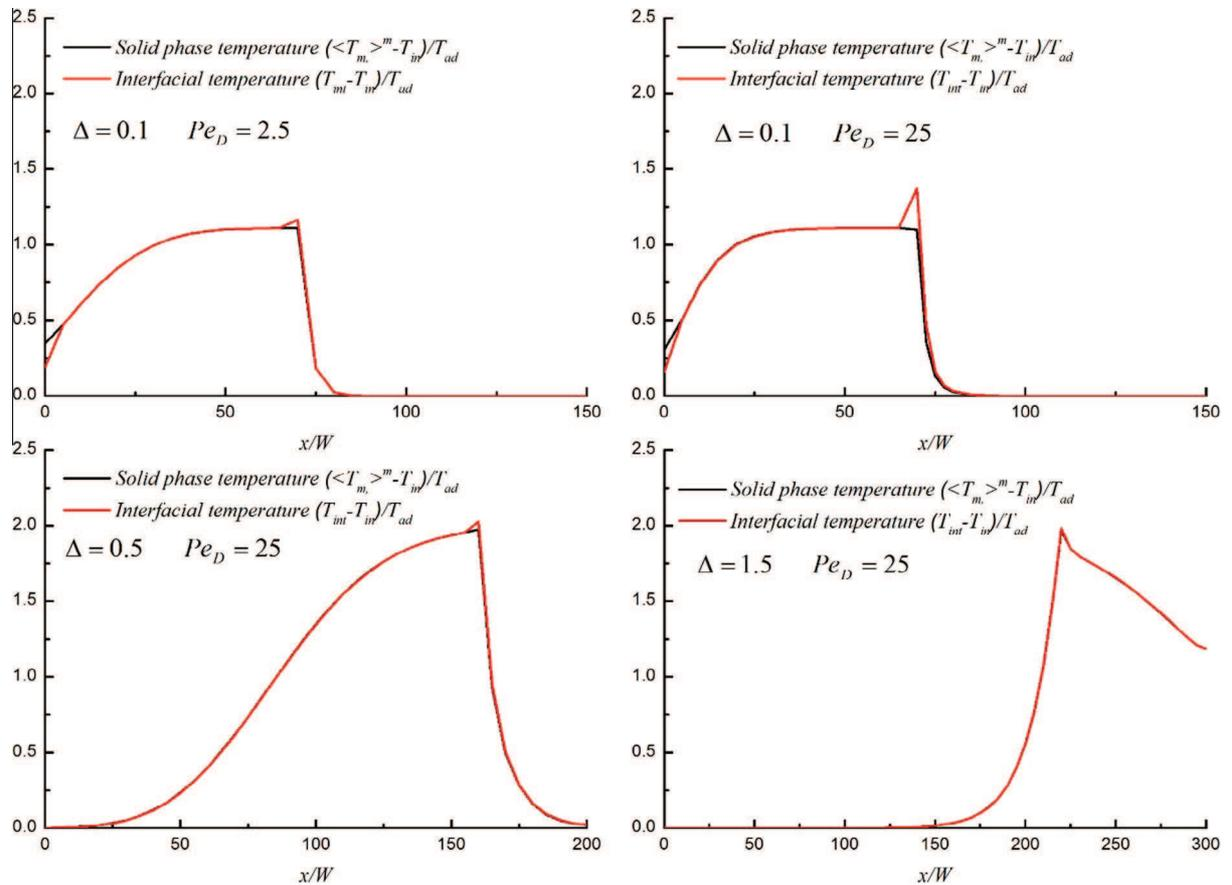 2.5
2.0
1.5
1.0
0.5
0.0
0 50 100 150
x/W
Solid phase temperature (<T_m,>^m-T_in)/T_ad
Interfacial temperature (T_int-T_in)/T_ad
Δ = 0.1 Pe_D = 2.5
2.5
2.0
1.5
1.0
0.5
0.0
0 50 100 150
x/W
Solid phase temperature (<T_m,>^m-T_in)/T_ad
Interfacial temperature (T_int-T_in)/T_ad
Δ = 0.1 Pe_D = 25
2.5
2.0
1.5
1.0
0.5
0.0
0 50 100 150 200
x/W
Solid phase temperature (<T_m,>^m-T_in)/T_ad
Interfacial temperature (T_int-T_in)/T_ad
Δ = 0.5 Pe_D = 25
2.5
2.0
1.5
1.0
0.5
0.0
0 50 100 150 200 250 300
x/W
Solid phase temperature (<T_m,>^m-T_in)/T_ad
Interfacial temperature (T_int-T_in)/T_ad
Δ = 1.5 Pe_D = 25